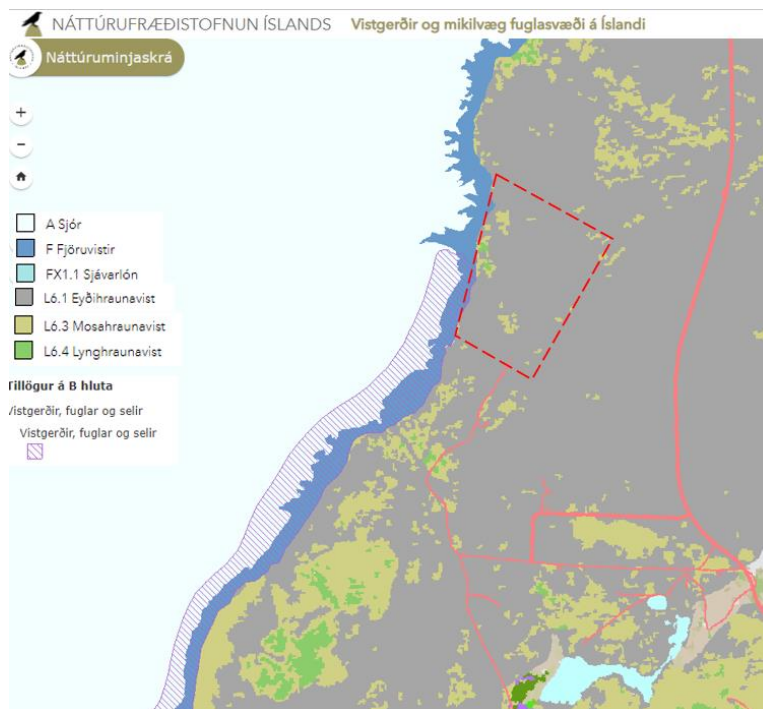 NÁTTÚRUFRÆÐISTOFNUN ÍSLANDS Vistgerðir og mikilvæg fuglasvæði á Íslandi
Náttúruminjaskrá
A Sjór
F Fjöruvistir
FX1.1 Sjávarlón
L6.1 Eyðihraunavist
L6.3 Mosahraunavist
L6.4 Lynghraunavist
Tillögur á B hluta
Vistgerðir, fuglar og selir
Vistgerðir, fuglar og selir